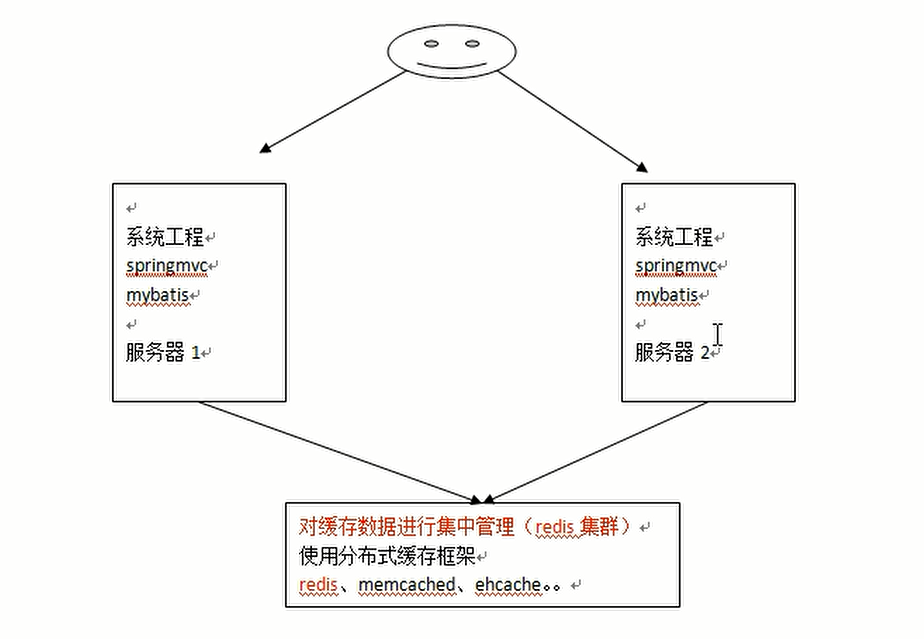 系统工程
springmvc
mybatis
服务器 1
系统工程
springmvc
mybatis
服务器 2
对缓存数据进行集中管理（redis 集群）
使用分布式缓存框架
redis、memcached、ehcache。。